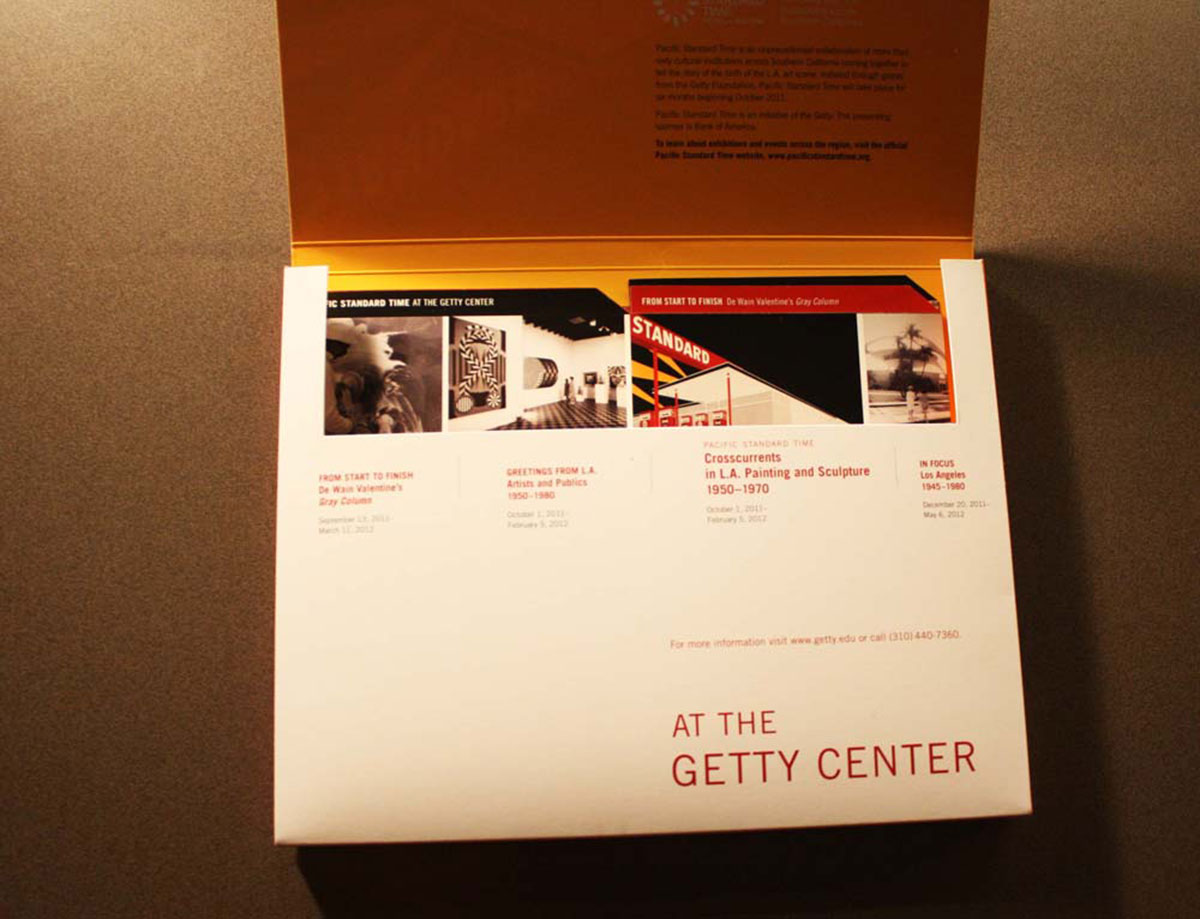 STANDARD
TIME
Pacific Standard Time is an unprecedented collaboration of more than
sixty cultural institutions across Southern California coming together to
tell the story of the birth of the L.A. art scene. Initiated through grants
from the Getty Foundation, Pacific Standard Time will take place for
six months beginning October 2011.
Pacific Standard Time is an initiative of the Getty. The presenting
sponsor is Bank of America.
To learn about exhibitions and events across the region, visit the official
Pacific Standard Time website, www.pacificstandardtime.org.
IC STANDARD TIME AT THE GETTY CENTER
FROM START TO FINISH De Wain Valentine's Gray Column
STANDARD
FROM START TO FINISH
De Wain Valentine's
Gray Column
September 13, 2011–
March 11, 2012
GREETINGS FROM L.A.
Artists and Publics
1950–1980
October 1, 2011–
February 5, 2012
PACIFIC STANDARD TIME
Crosscurrents
in L.A. Painting and Sculpture
1950–1970
October 1, 2011–
February 5, 2012
IN FOCUS
Los Angeles
1945–1980
December 20, 2011–
May 6, 2012
For more information visit www.getty.edu or call (310) 440-7360.
AT THE
GETTY CENTER